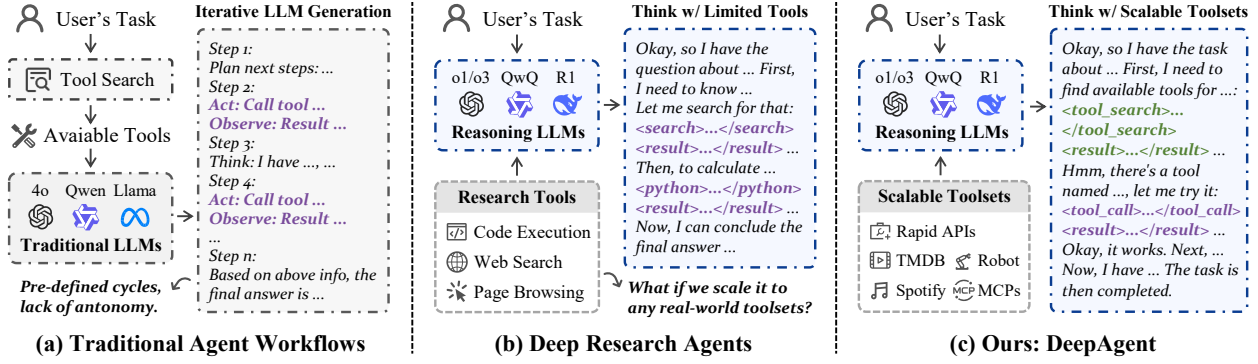 User's Task
Tool Search
Avaiable Tools
4o Qwen Llama
Traditional LLMs
Pre-defined cycles,
lack of antonomy.
Iterative LLM Generation
Step 1:
Plan next steps: ...
Step 2:
Act: Call tool ...
Observe: Result ...
Step 3:
Think: I have ..., ...
Step 4:
Act: Call tool ...
Observe: Result ...
...
Step n:
Based on above info, the
final answer is ...
(a) Traditional Agent Workflows
User's Task
o1/o3 QwQ R1
Reasoning LLMs
Research Tools
Code Execution
Web Search
Page Browsing
Think w/ Limited Tools
Okay, so I have the
question about ... First,
I need to know ...
Let me search for that:
<search>...</search>
<result>...</result> ...
Then, to calculate ...
<python>...</python>
<result>...</result> ...
Now, I can conclude the
final answer ...
What if we scale it to
any real-world toolsets?
(b) Deep Research Agents
User's Task
o1/o3 QwQ R1
Reasoning LLMs
Scalable Toolsets
Rapid APIs
TMDB Robot
Spotify MCP MCPs
Think w/ Scalable Toolsets
Okay, so I have the task
about ... First, I need to
find available tools for ...:
<tool_search>...
</tool_search>
<result>...</result> ...
Hmm, there's a tool
named ..., let me try it:
<tool_call>...</tool_call>
<result>...</result> ...
Okay, it works. Next, ...
Now, I have ... The task is
then completed.
(c) Ours: DeepAgent